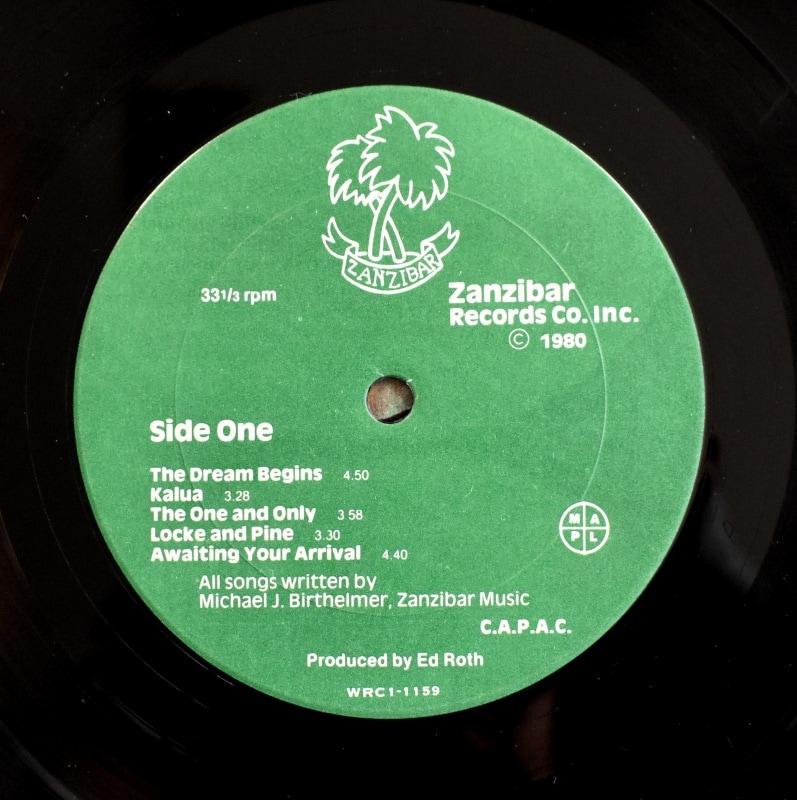 ZANZIBAR
33 1/3 rpm
Zanzibar
Records Co. Inc.
© 1980
Side One
The Dream Begins 4.50
Kalua 3.28
The One and Only 3 58
Locke and Pine 3.30
Awaiting Your Arrival 4.40
M A
P L
All songs written by
Michael J. Birthelmer, Zanzibar Music
C.A.P.A.C.
Produced by Ed Roth
WRC1-1159